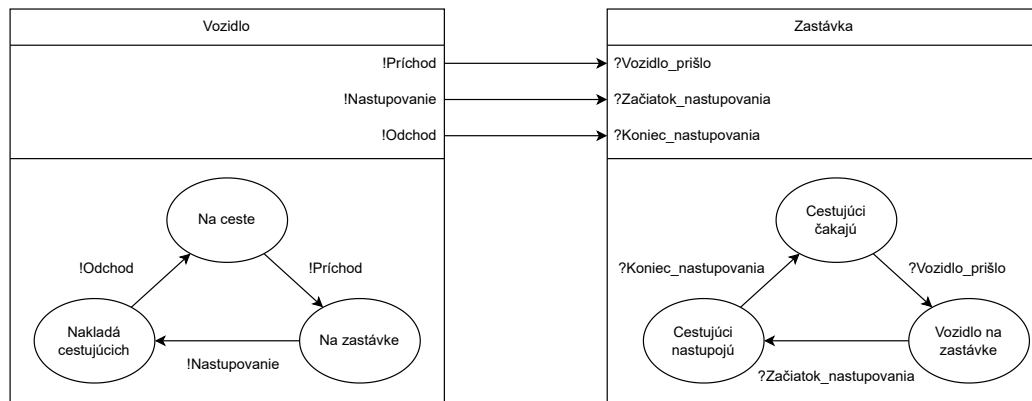 Vozidlo
!Príchod
!Nastupovanie
!Odchod
Na ceste
!Odchod
!Príchod
Nakladá
cestujúcich
Na zastávke
!Nastupovanie
Zastávka
?Vozidlo_prišlo
?Začiatok_nastupovania
?Koniec_nastupovania
Cestujúci
čakajú
?Koniec_nastupovania
?Vozidlo_prišlo
Cestujúci
nastupojú
Vozidlo na
zastávke
?Začiatok_nastupovania